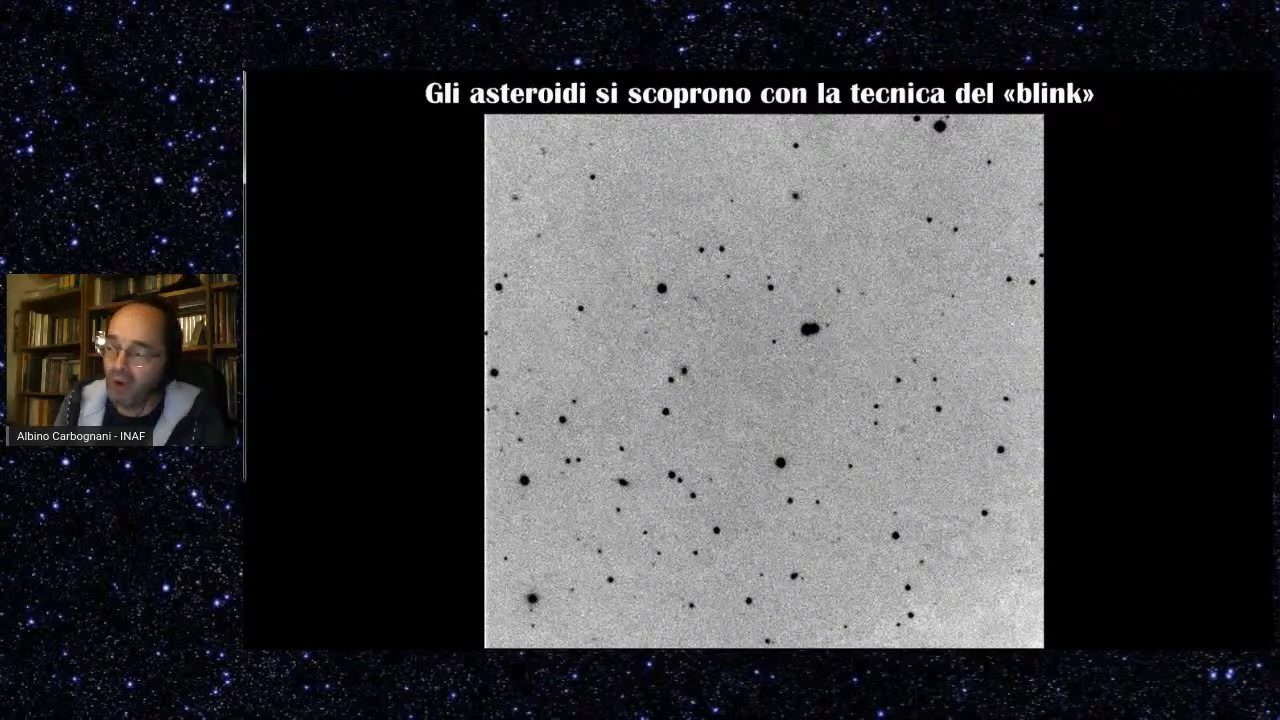 Gli asteroidi si scoprono con la tecnica del «blink»
Albino Carbognani - INAF